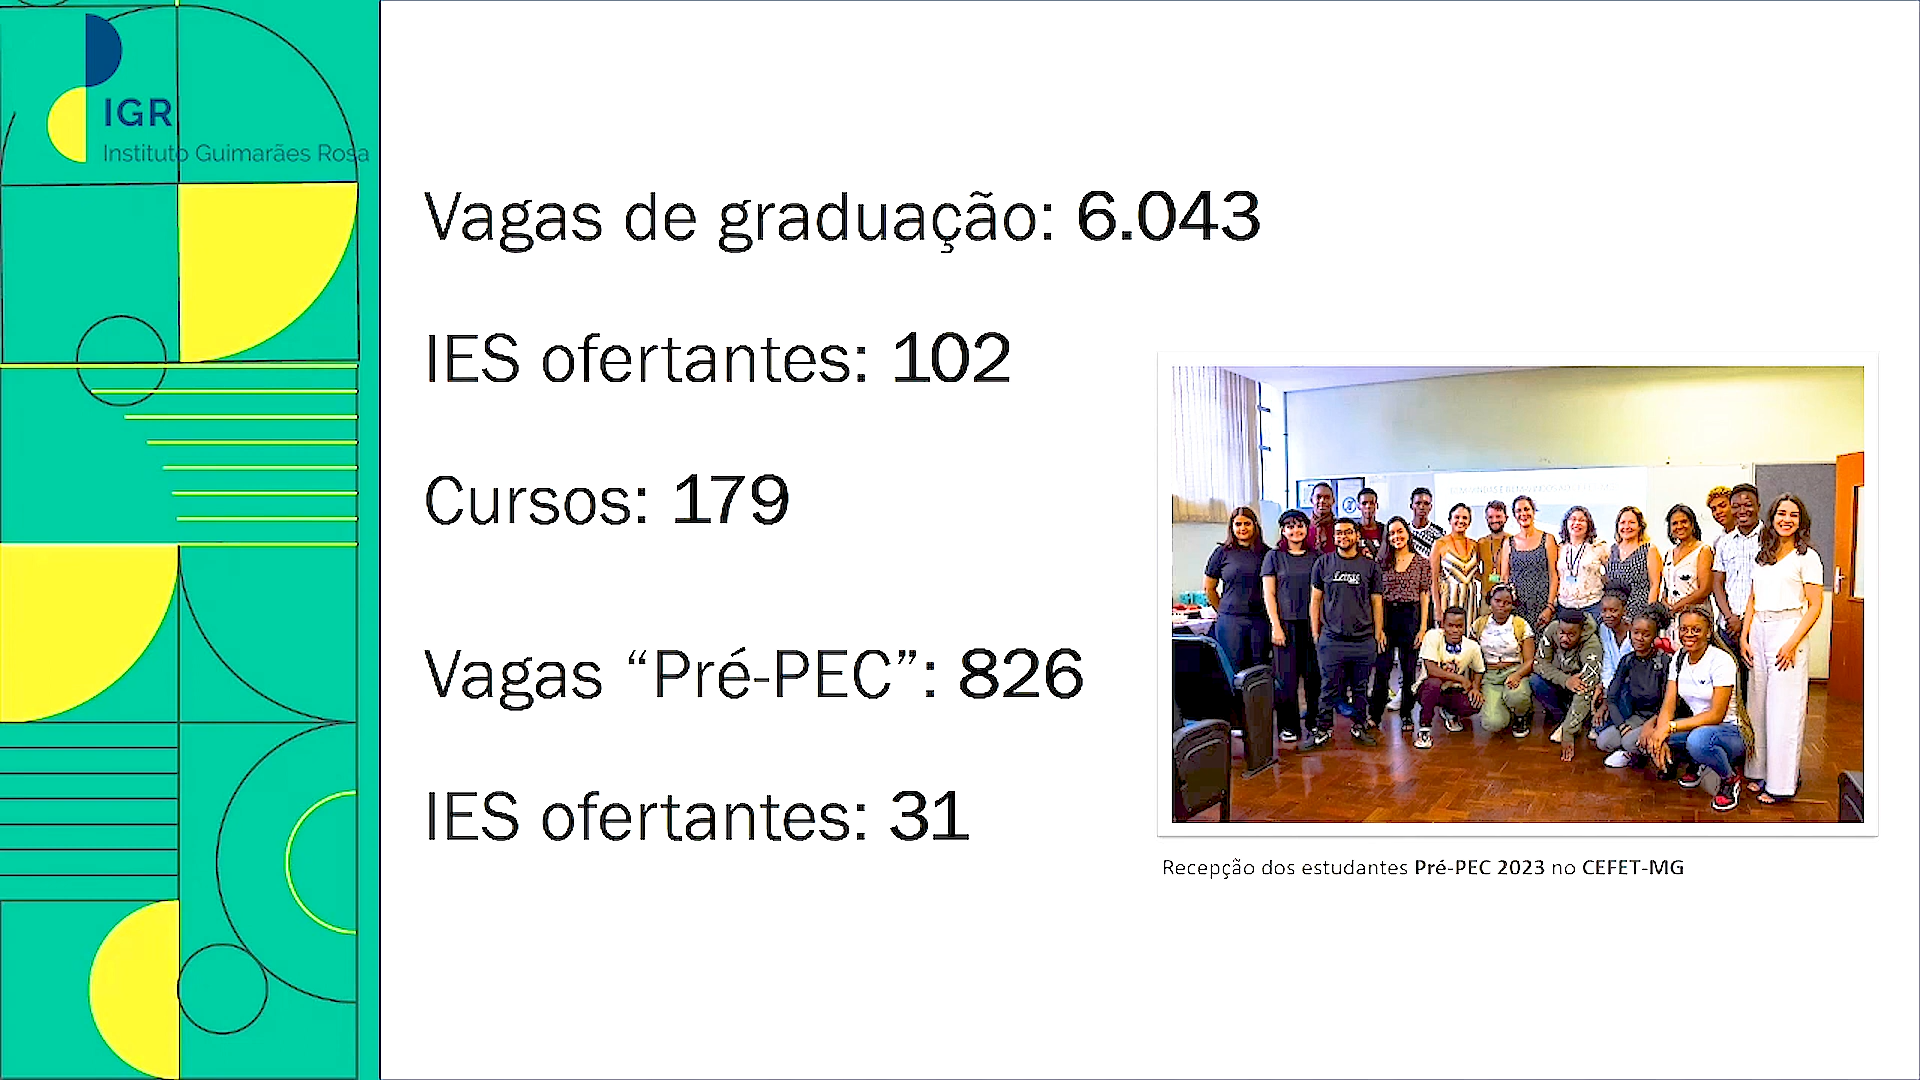 IGR
Instituto Guimarães Rosa
Vagas de graduação: 6.043
IES ofertantes: 102
Cursos: 179
Vagas “Pré-PEC”: 826
IES ofertantes: 31
Recepção dos estudantes Pré-PEC 2023 no CEFET-MG